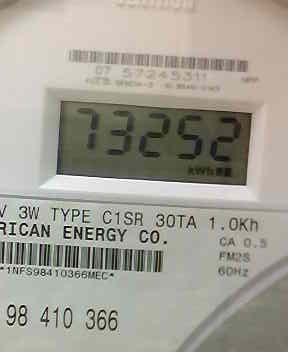 07 57245311
73252
kWh
V 3W TYPE C1SR 30TA 1.0Kh
RICAN ENERGY CO.
CA 0.5
FM2S
60Hz
*1NFS98410366MEC*
98 410 366